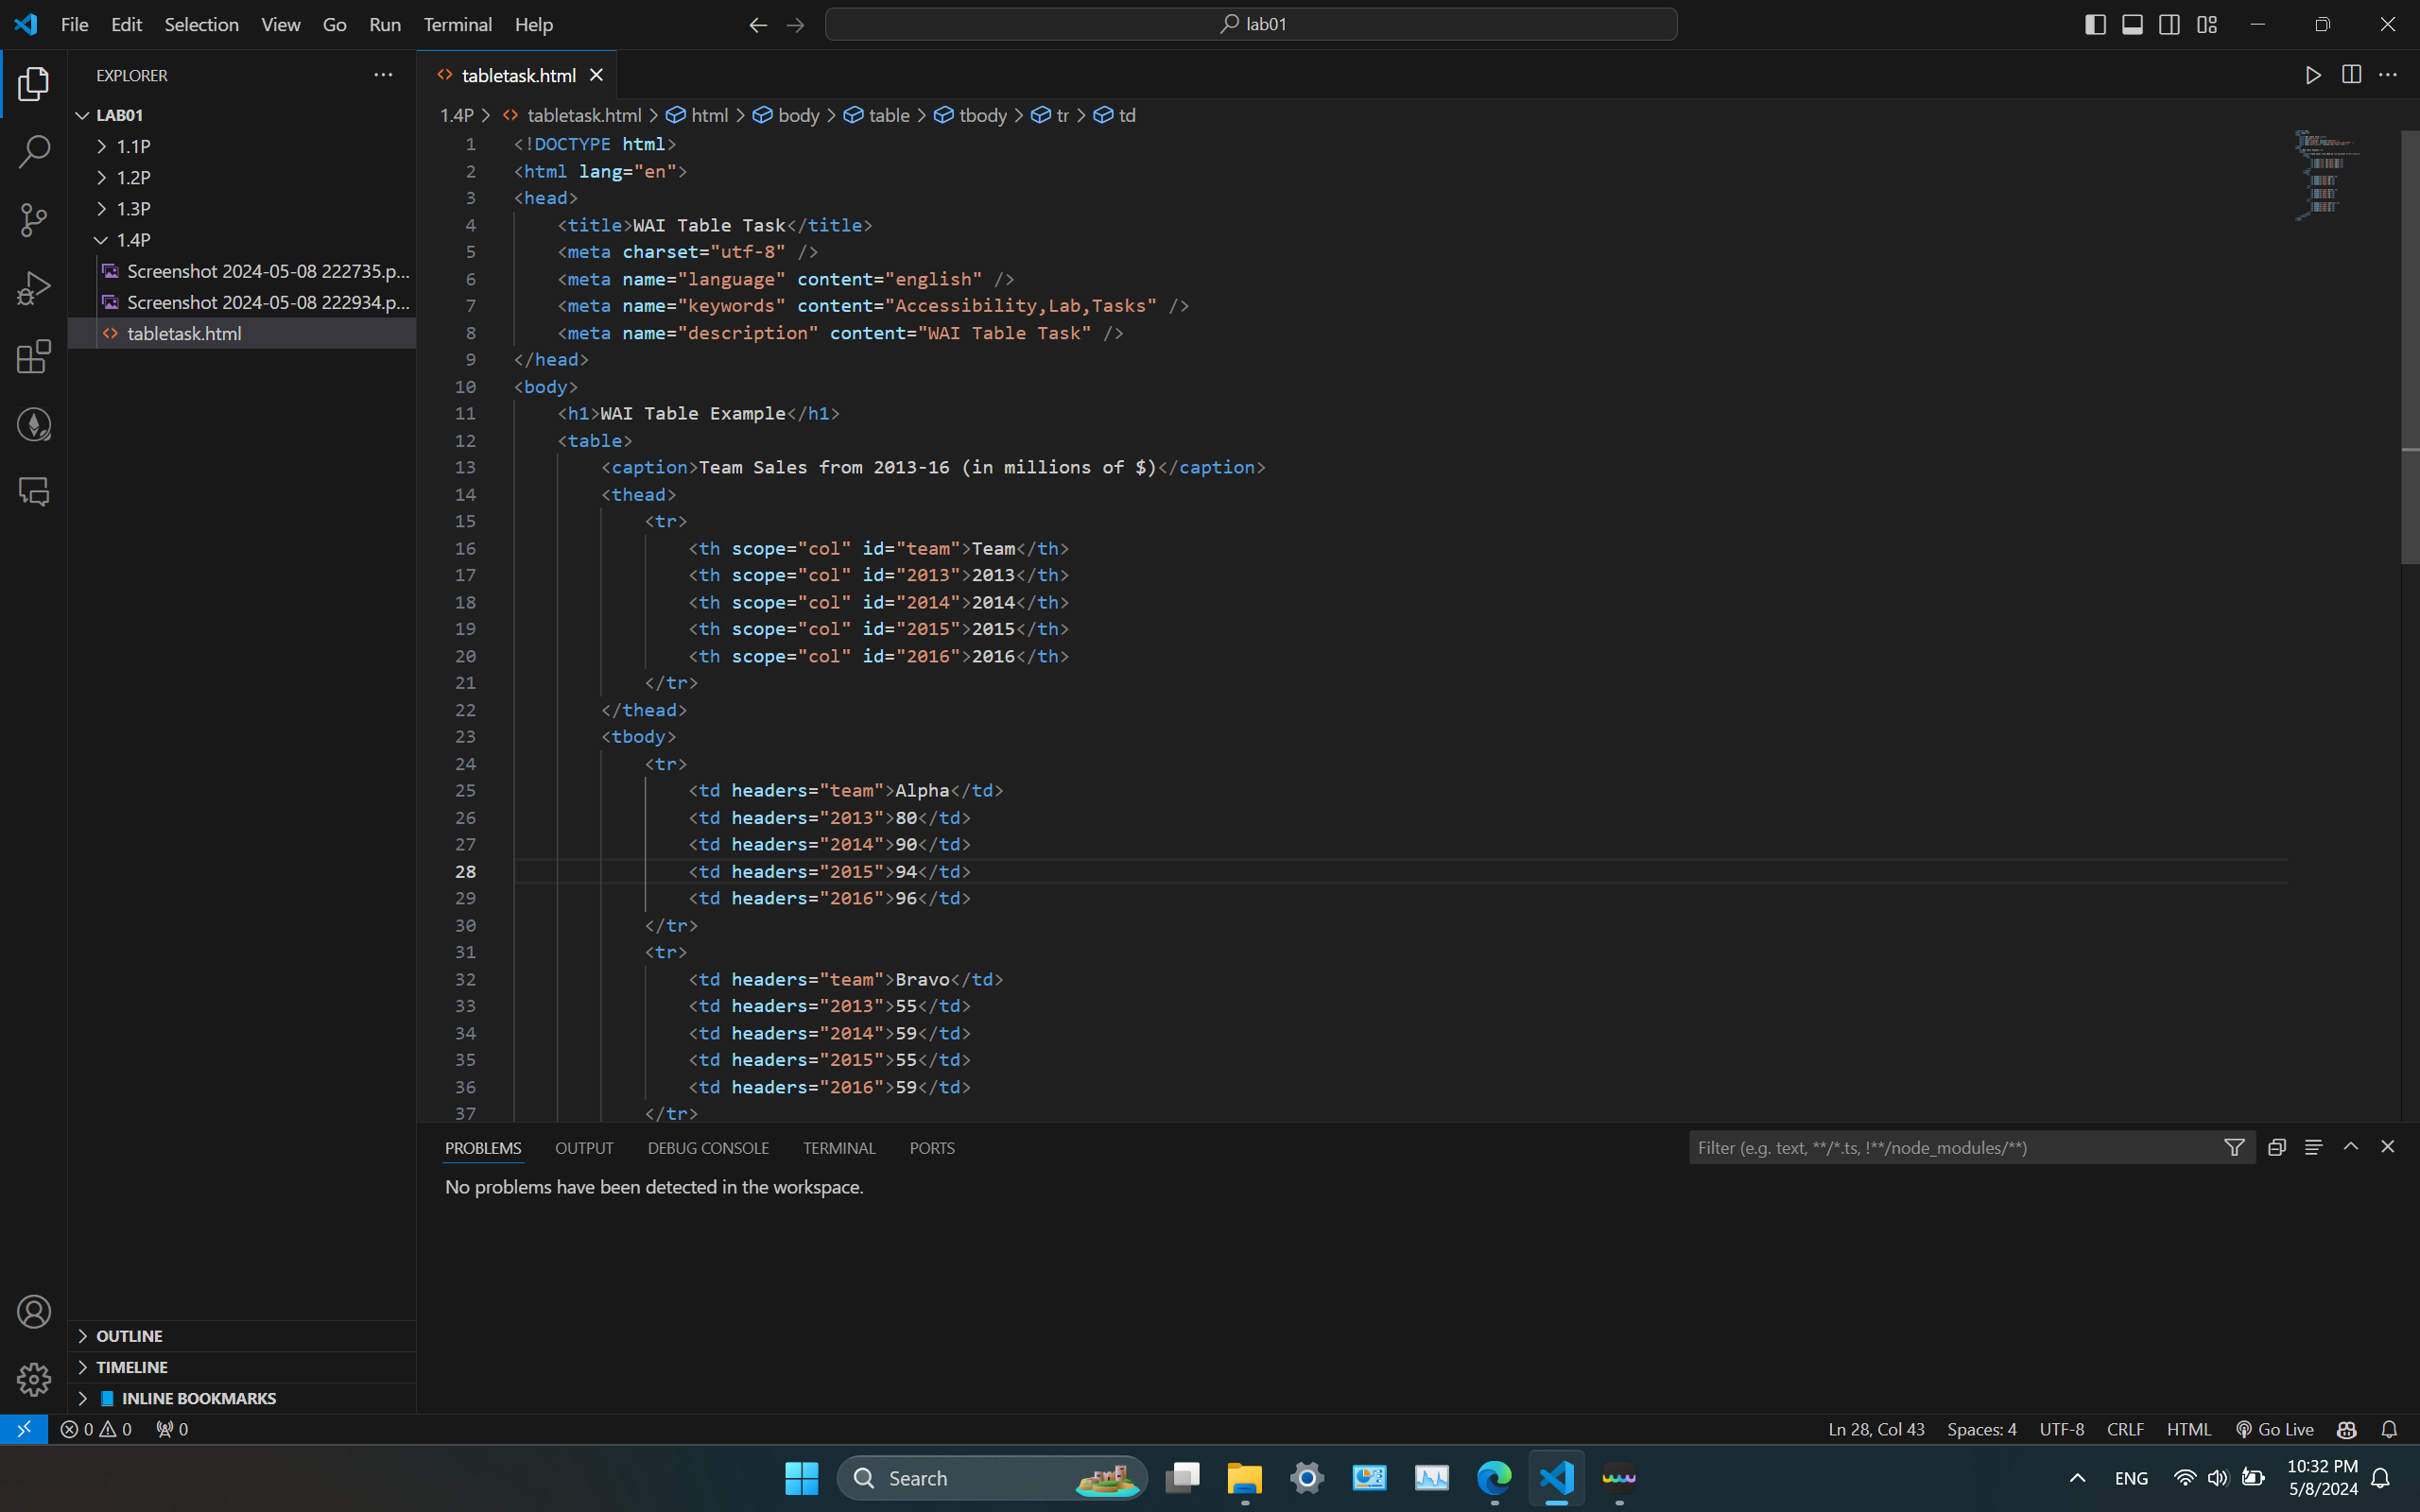 File Edit Selection View Go Run Terminal Help
lab01
EXPLORER
LAB01
1.1P
1.2P
1.3P
1.4P
Screenshot 2024-05-08 222735.p...
Screenshot 2024-05-08 222934.p...
tabletask.html
tabletask.html
1.4P > tabletask.html > html > body > table > tbody > tr > td
1 <!DOCTYPE html>
2 <html lang="en">
3 <head>
4 <title>WAI Table Task</title>
5 <meta charset="utf-8" />
6 <meta name="language" content="english" />
7 <meta name="keywords" content="Accessibility,Lab,Tasks" />
8 <meta name="description" content="WAI Table Task" />
9 </head>
10 <body>
11 <h1>WAI Table Example</h1>
12 <table>
13 <caption>Team Sales from 2013-16 (in millions of $)</caption>
14 <thead>
15 <tr>
16 <th scope="col" id="team">Team</th>
17 <th scope="col" id="2013">2013</th>
18 <th scope="col" id="2014">2014</th>
19 <th scope="col" id="2015">2015</th>
20 <th scope="col" id="2016">2016</th>
21 </tr>
22 </thead>
23 <tbody>
24 <tr>
25 <td headers="team">Alpha</td>
26 <td headers="2013">80</td>
27 <td headers="2014">90</td>
28 <td headers="2015">94</td>
29 <td headers="2016">96</td>
30 </tr>
31 <tr>
32 <td headers="team">Bravo</td>
33 <td headers="2013">55</td>
34 <td headers="2014">59</td>
35 <td headers="2015">55</td>
36 <td headers="2016">59</td>
37 </tr>
PROBLEMS OUTPUT DEBUG CONSOLE TERMINAL PORTS
Filter (e.g. text, **/*.ts, !**/node_modules/**)
No problems have been detected in the workspace.
OUTLINE
TIMELINE
INLINE BOOKMARKS
0 0 0
Ln 28, Col 43 Spaces: 4 UTF-8 CRLF HTML Go Live
Search
ENG
10:32 PM
5/8/2024